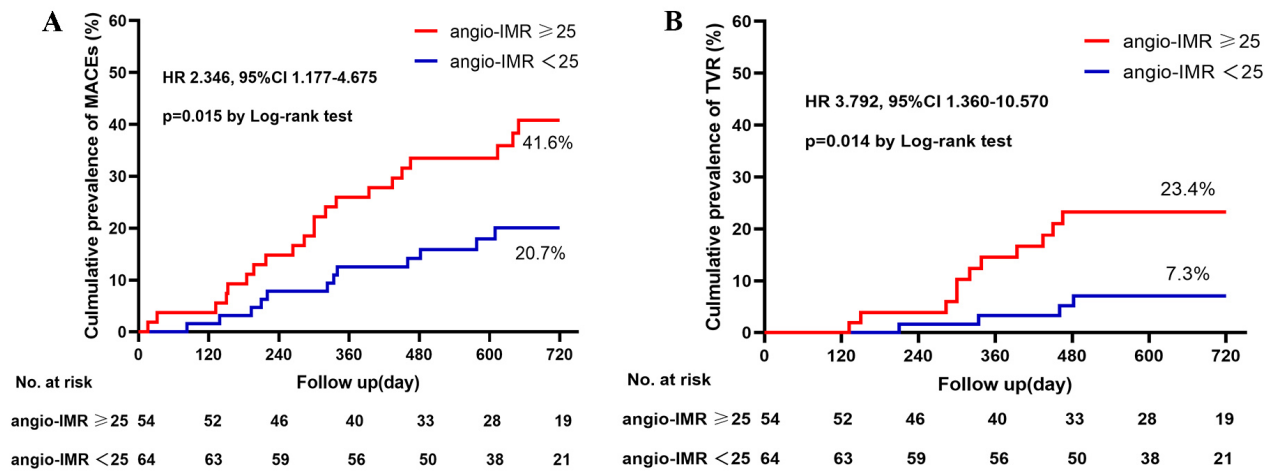 A
Culmulative prevalence of MACEs (%)
60
50
40
30
20
10
0
angio-IMR ≥25
angio-IMR <25
HR 2.346, 95%CI 1.177-4.675
p=0.015 by Log-rank test
41.6%
20.7%
0 120 240 360 480 600 720
Follow up(day)
No. at risk
angio-IMR ≥25 54 52 46 40 33 28 19
angio-IMR <25 64 63 59 56 50 38 21
B
Culmulative prevalence of TVR (%)
60
50
40
30
20
10
0
angio-IMR ≥25
angio-IMR <25
HR 3.792, 95%CI 1.360-10.570
p=0.014 by Log-rank test
23.4%
7.3%
0 120 240 360 480 600 720
Follow up(day)
No. at risk
angio-IMR ≥25 54 52 46 40 33 28 19
angio-IMR <25 64 63 59 56 50 38 21